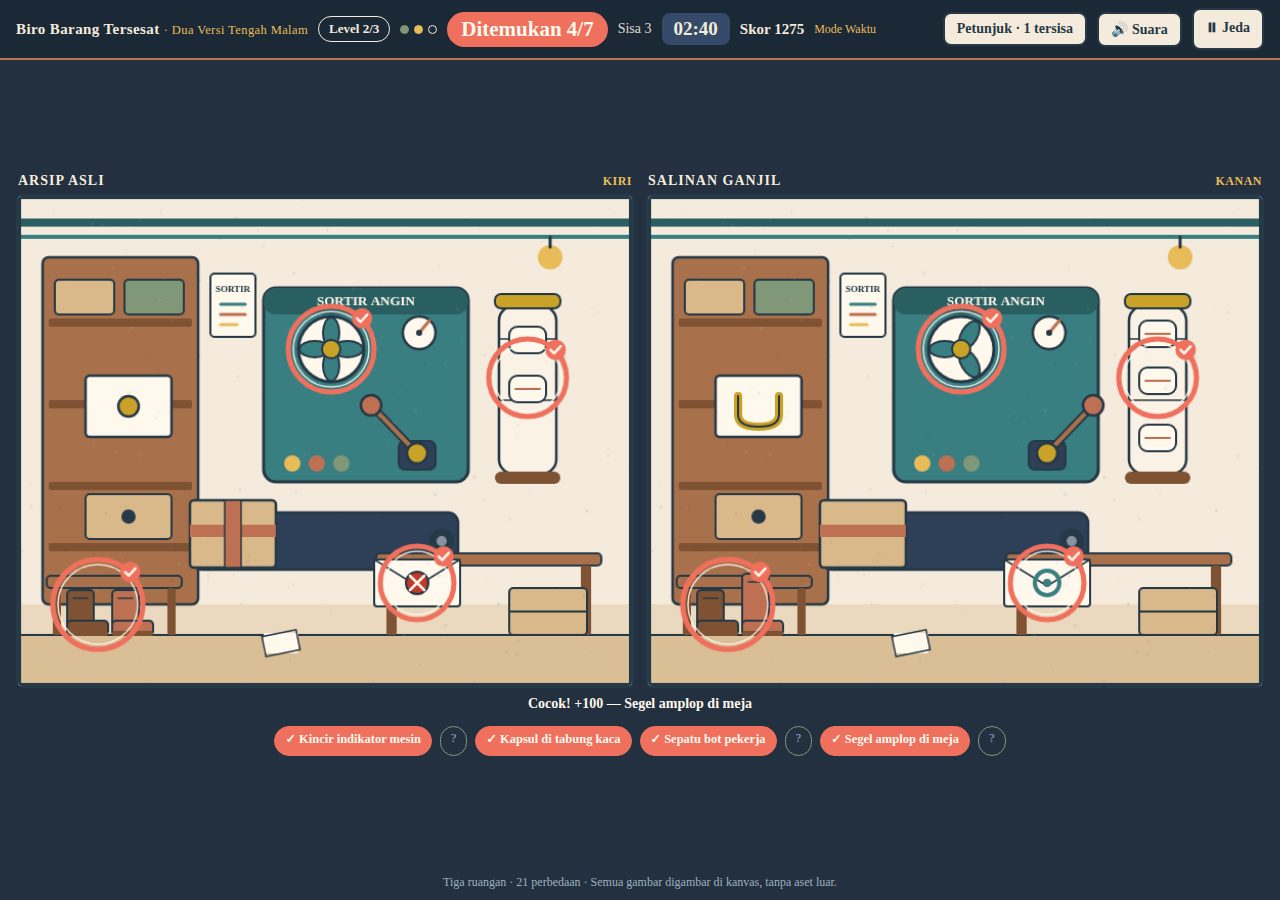 Biro Barang Tersesat · Dua Versi Tengah Malam Level 2/3 Ditemukan 4/7 Sisa 3 02:40 Skor 1275 Mode Waktu Petunjuk · 1 tersisa 🔊 Suara ⏸ Jeda
ARSIP ASLI KIRI SALINAN GANJIL KANAN
SORTIR SORTIR ANGIN SORTIR SORTIR ANGIN
Cocok! +100 — Segel amplop di meja
✓ Kincir indikator mesin ? ✓ Kapsul di tabung kaca ✓ Sepatu bot pekerja ? ✓ Segel amplop di meja ?
Tiga ruangan · 21 perbedaan · Semua gambar digambar di kanvas, tanpa aset luar.